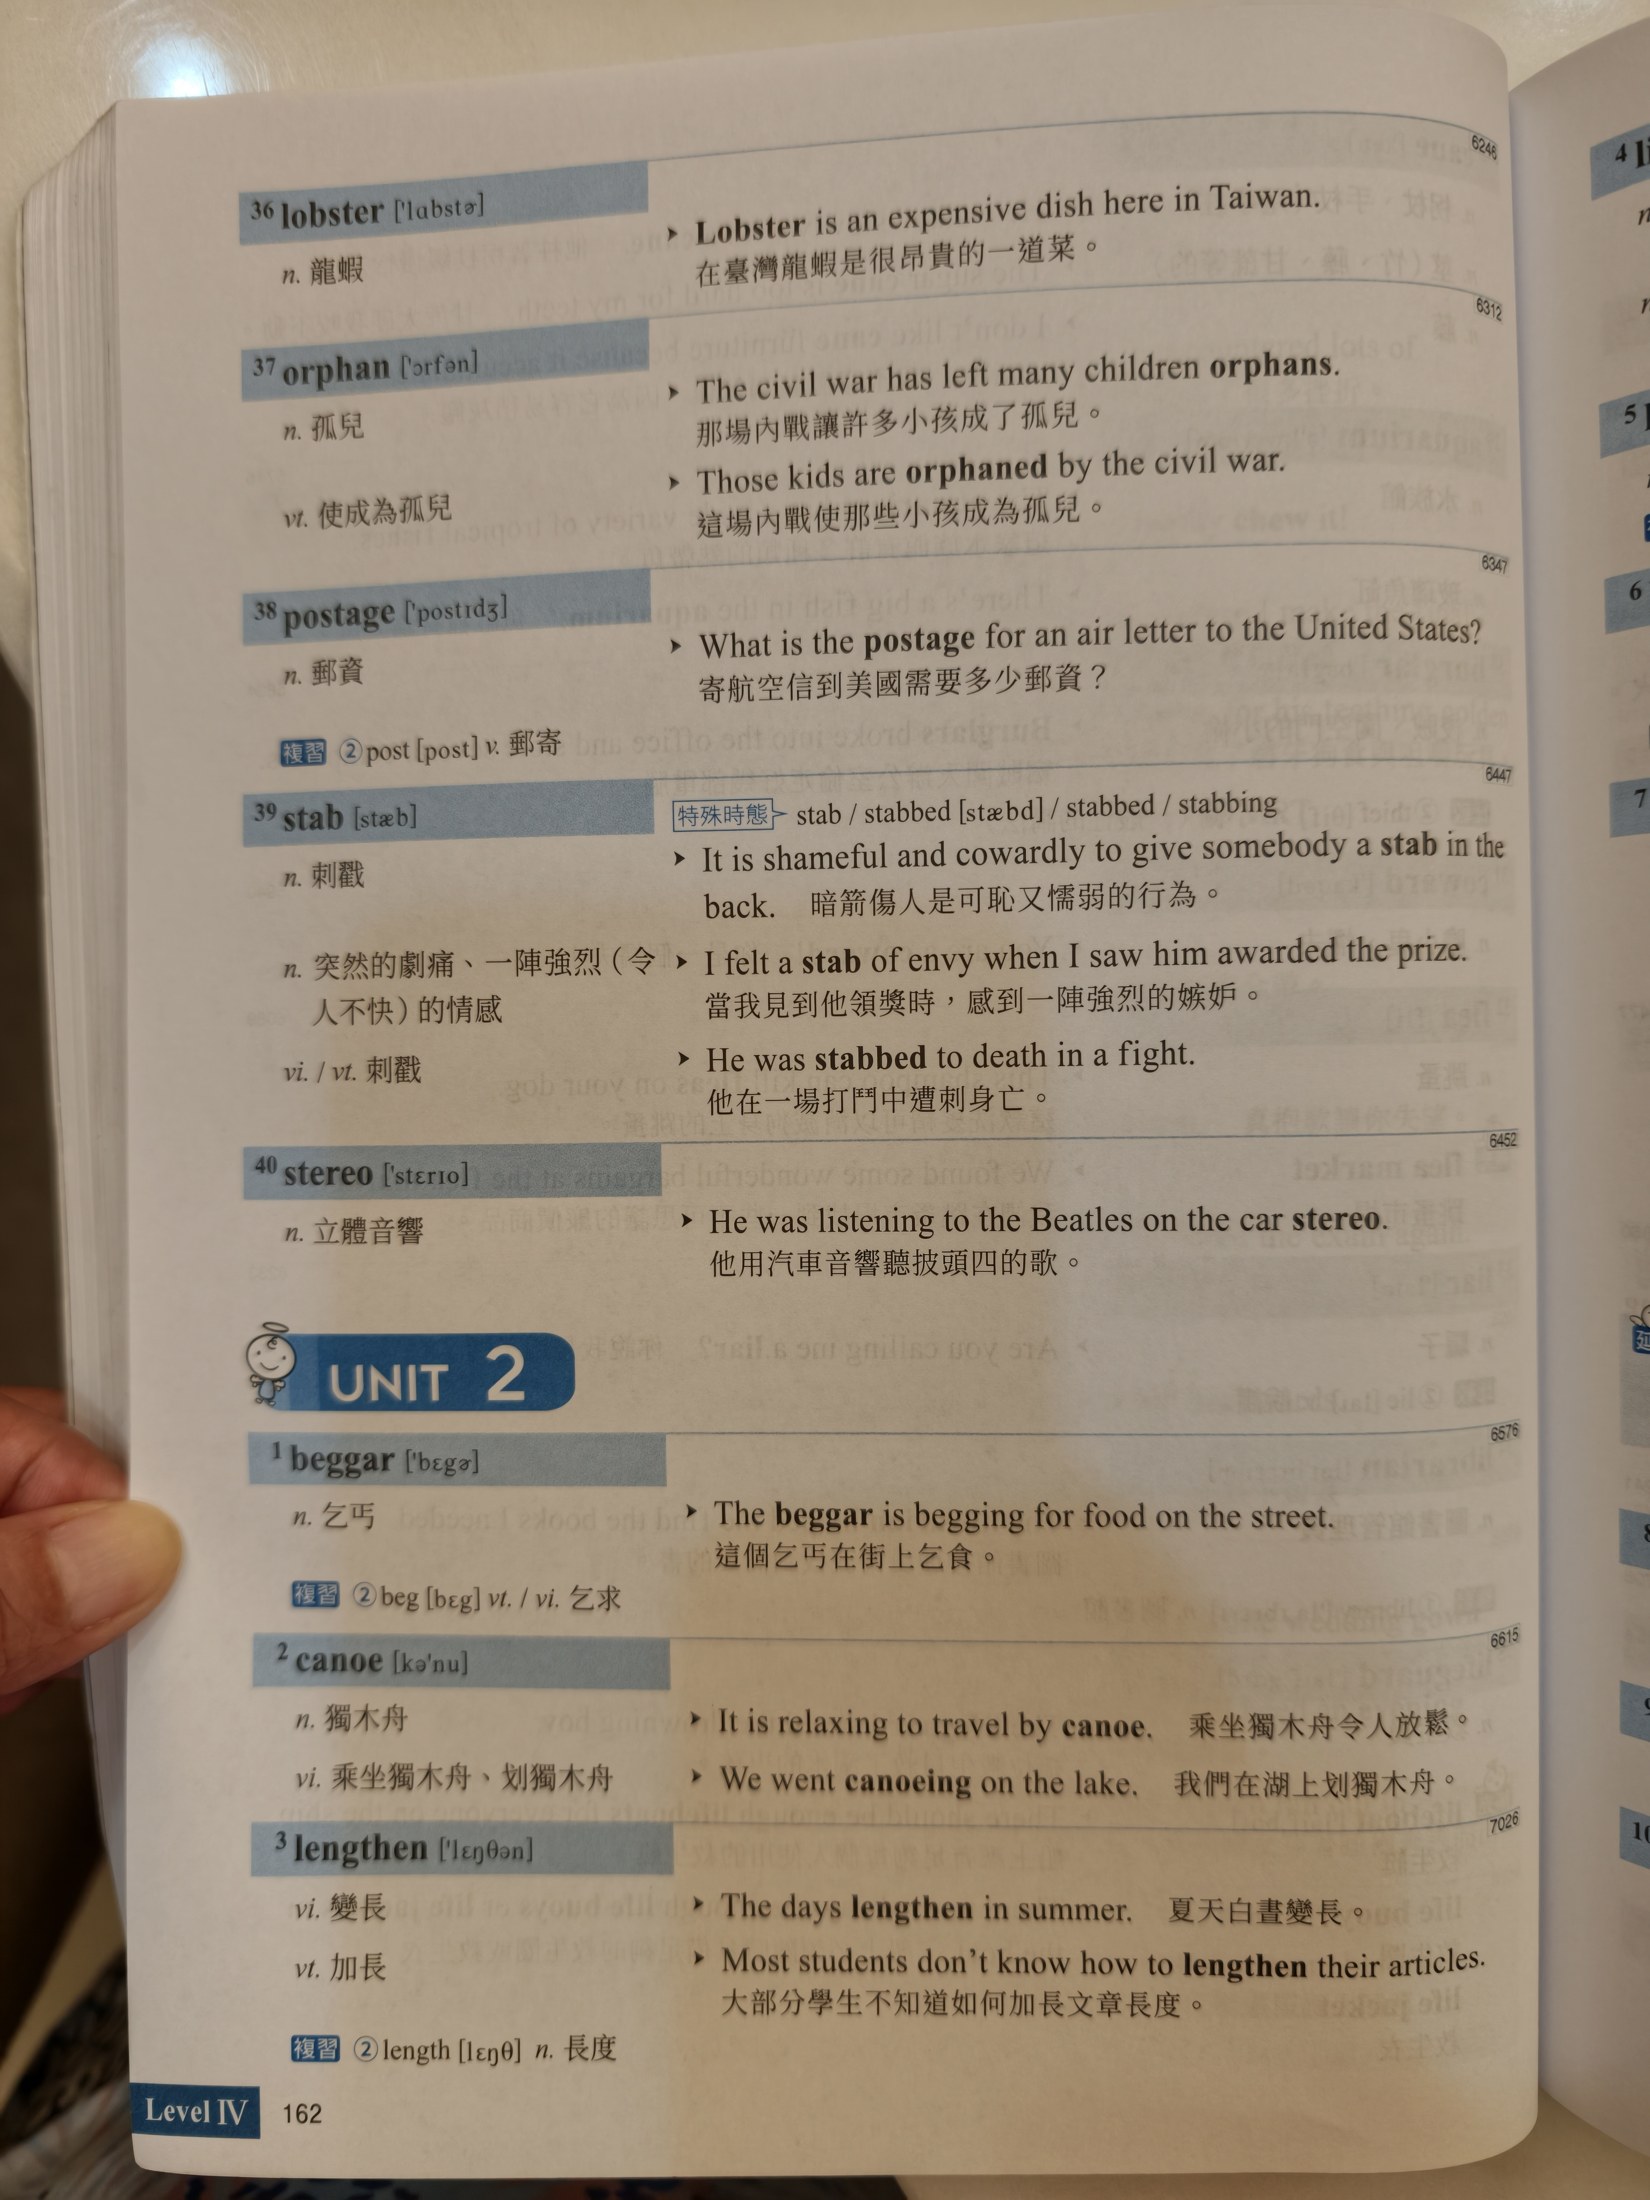 6246
36 lobster [ˈlɑbstɚ]
n. 龍蝦
➤ Lobster is an expensive dish here in Taiwan.
在臺灣龍蝦是很昂貴的一道菜。
6312
37 orphan [ˈɔrfən]
n. 孤兒
➤ The civil war has left many children orphans.
那場內戰讓許多小孩成了孤兒。
vt. 使成為孤兒
➤ Those kids are orphaned by the civil war.
這場內戰使那些小孩成為孤兒。
6347
38 postage [ˈpostɪdʒ]
n. 郵資
➤ What is the postage for an air letter to the United States?
寄航空信到美國需要多少郵資？
複習 ②post [post] v. 郵寄
6447
39 stab [stæb]
特殊時態 stab / stabbed [stæbd] / stabbed / stabbing
n. 刺戳
➤ It is shameful and cowardly to give somebody a stab in the
back. 暗箭傷人是可恥又懦弱的行為。
n. 突然的劇痛、一陣強烈（令
人不快）的情感
➤ I felt a stab of envy when I saw him awarded the prize.
當我見到他領獎時，感到一陣強烈的嫉妒。
vi. / vt. 刺戳
➤ He was stabbed to death in a fight.
他在一場打鬥中遭刺身亡。
6452
40 stereo [ˈstɛrɪo]
n. 立體音響
➤ He was listening to the Beatles on the car stereo.
他用汽車音響聽披頭四的歌。
UNIT 2
6576
1 beggar [ˈbɛgɚ]
n. 乞丐
➤ The beggar is begging for food on the street.
這個乞丐在街上乞食。
複習 ②beg [bɛg] vt. / vi. 乞求
6615
2 canoe [kəˈnu]
n. 獨木舟
➤ It is relaxing to travel by canoe. 乘坐獨木舟令人放鬆。
vi. 乘坐獨木舟、划獨木舟
➤ We went canoeing on the lake. 我們在湖上划獨木舟。
7026
3 lengthen [ˈlɛŋθən]
vi. 變長
➤ The days lengthen in summer. 夏天白晝變長。
vt. 加長
➤ Most students don't know how to lengthen their articles.
大部分學生不知道如何加長文章長度。
複習 ②length [lɛŋθ] n. 長度
Level IV 162
4
5
6
7
10